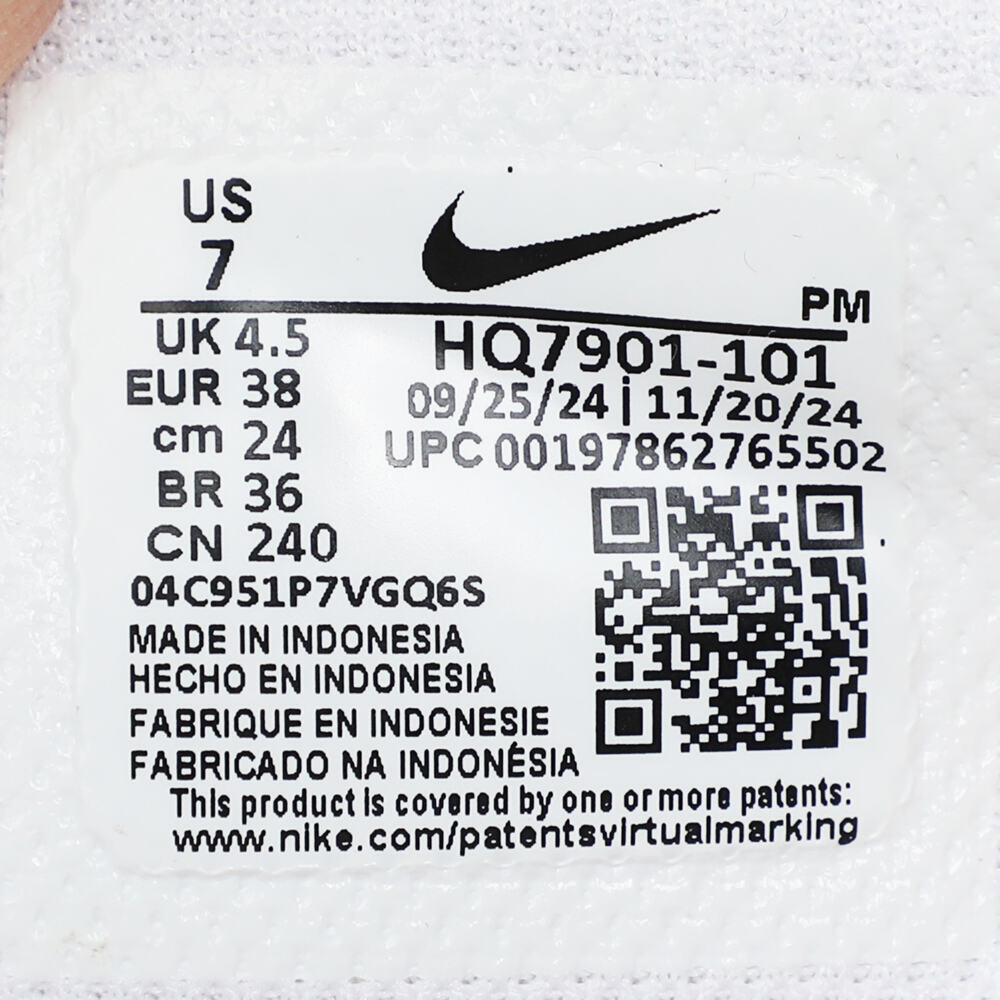 US
7
PM
UK 4.5
EUR 38
cm 24
BR 36
CN 240
HQ7901-101
09/25/24 | 11/20/24
UPC 00197862765502
04C951P7VGQ6S
MADE IN INDONESIA
HECHO EN INDONESIA
FABRIQUE EN INDONESIE
FABRICADO NA INDONÉSIA
This product is covered by one or more patents:
www.nike.com/patentsvirtualmarking